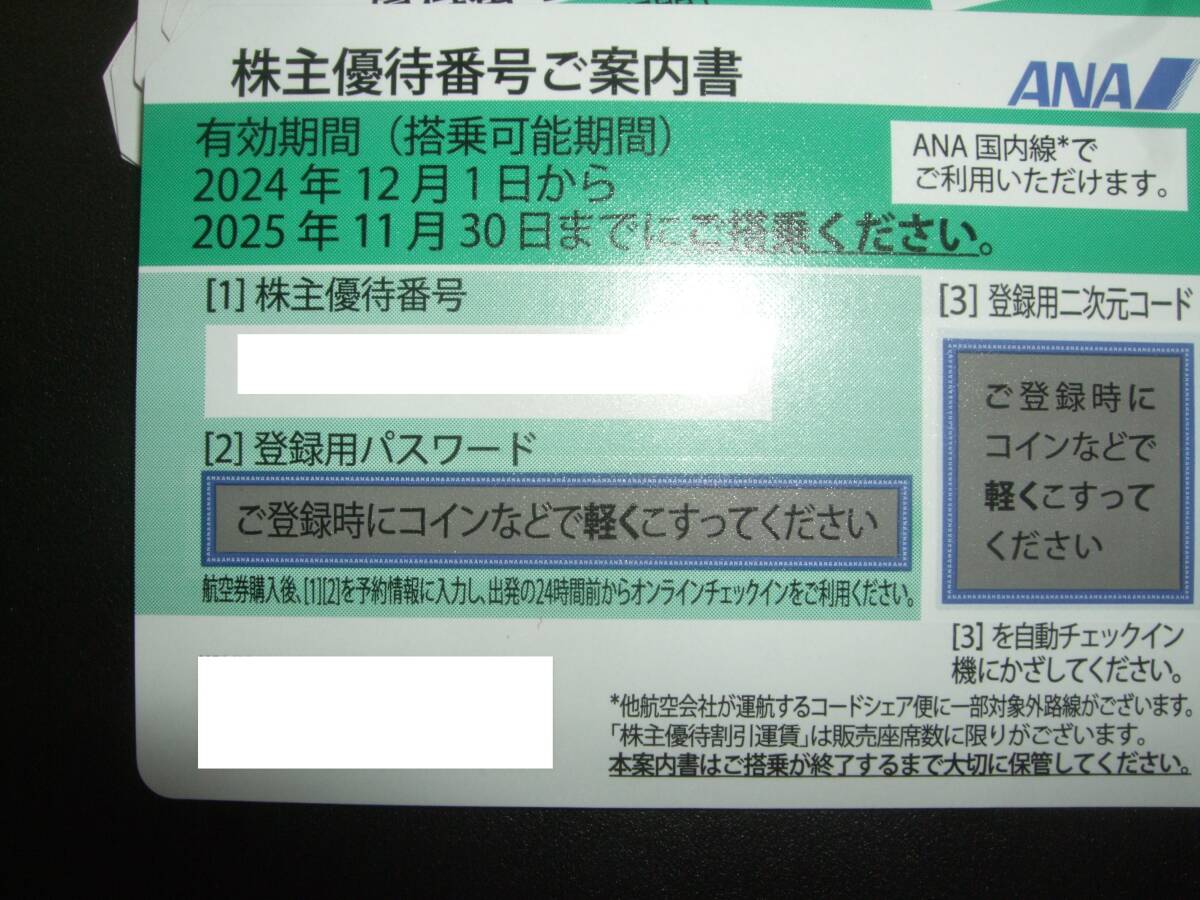 株主優待番号ご案内書
ANA
有効期間（搭乗可能期間）
2024年12月1日から
2025年11月30日までにご搭乗ください。
ANA 国内線*で
ご利用いただけます。
[1] 株主優待番号
[2] 登録用パスワード
ご登録時にコインなどで軽くこすってください
航空券購入後、[1][2]を予約情報に入力し、出発の24時間前からオンラインチェックインをご利用ください。
[3] 登録用二次元コード
ご登録時に
コインなどで
軽くこすって
ください
[3] を自動チェックイン
機にかざしてください。
*他航空会社が運航するコードシェア便に一部対象外路線がございます。
「株主優待割引運賃」は販売座席数に限りがございます。
本案内書はご搭乗が終了するまで大切に保管してください。